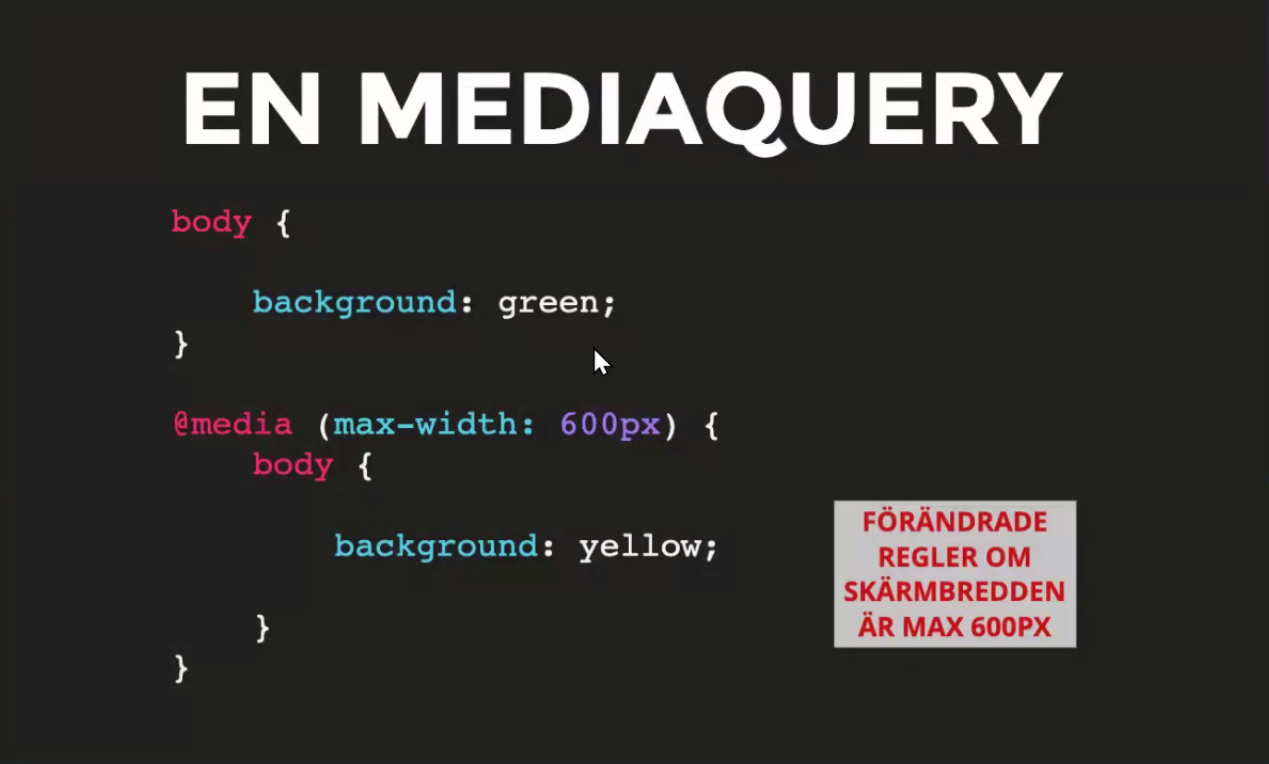 EN MEDIAQUERY
body {
background: green;
}
@media (max-width: 600px) {
body {
background: yellow;
}
}
FÖRÄNDRADE
REGLER OM
SKÄRMBREDDEN
ÄR MAX 600PX